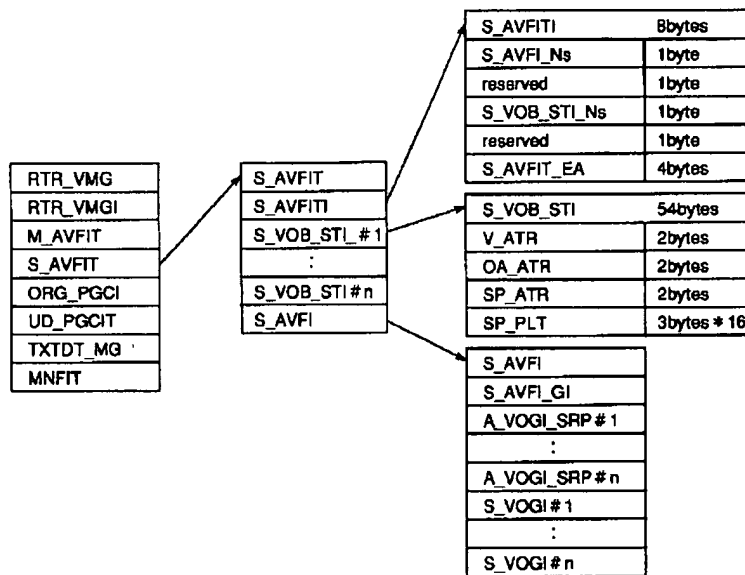 RTR_VMG
RTR_VMGI
M_AVFIT
S_AVFIT
ORG_PGCI
UD_PGCIT
TXTDT_MG
MNFIT
S_AVFIT
S_AVFITI
S_VOB_STI_#1
:
S_VOB_STI#n
S_AVFI
S_AVFITI 8bytes
S_AVFI_Ns 1byte
reserved 1byte
S_VOB_STI_Ns 1byte
reserved 1byte
S_AVFIT_EA 4bytes
S_VOB_STI 54bytes
V_ATR 2bytes
OA_ATR 2bytes
SP_ATR 2bytes
SP_PLT 3bytes*16
S_AVFI
S_AVFI_GI
A_VOGI_SRP#1
:
A_VOGI_SRP#n
S_VOGI#1
:
S_VOGI#n